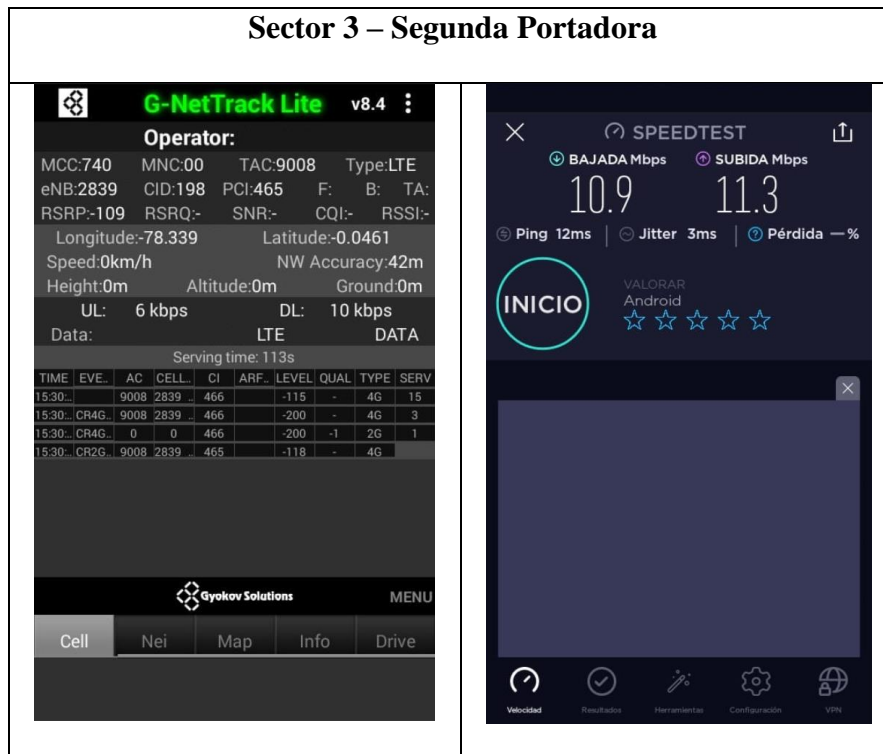 Sector 3 – Segunda Portadora
G-NetTrack Lite v8.4
Operator:
MCC:740 MNC:00 TAC:9008 Type:LTE
eNB:2839 CID:198 PCI:465 F: B: TA:
RSRP:-109 RSRQ:- SNR:- CQI:- RSSI:-
Longitude:-78.339 Latitude:-0.0461
Speed:0km/h NW Accuracy:42m
Height:0m Altitude:0m Ground:0m
UL: 6 kbps DL: 10 kbps
Data: LTE DATA
Serving time: 113s
TIME EVE.. AC CELL.. CI ARF.. LEVEL QUAL TYPE SERV
15:30:.. 9008 2839 .. 466 -115 - 4G 15
15:30:.. CR4G.. 9008 2839 .. 466 -200 - 4G 3
15:30:.. CR4G.. 0 0 466 -200 -1 2G 1
15:30:.. CR2G.. 9008 2839 .. 465 -118 - 4G
Gyokov Solutions MENU
Cell Nei Map Info Drive
SPEEDTEST
BAJADA Mbps SUBIDA Mbps
10.9 11.3
Ping 12ms Jitter 3ms Pérdida —%
INICIO
VALORAR
Android
Velocidad Resultados Herramientas Configuración VPN